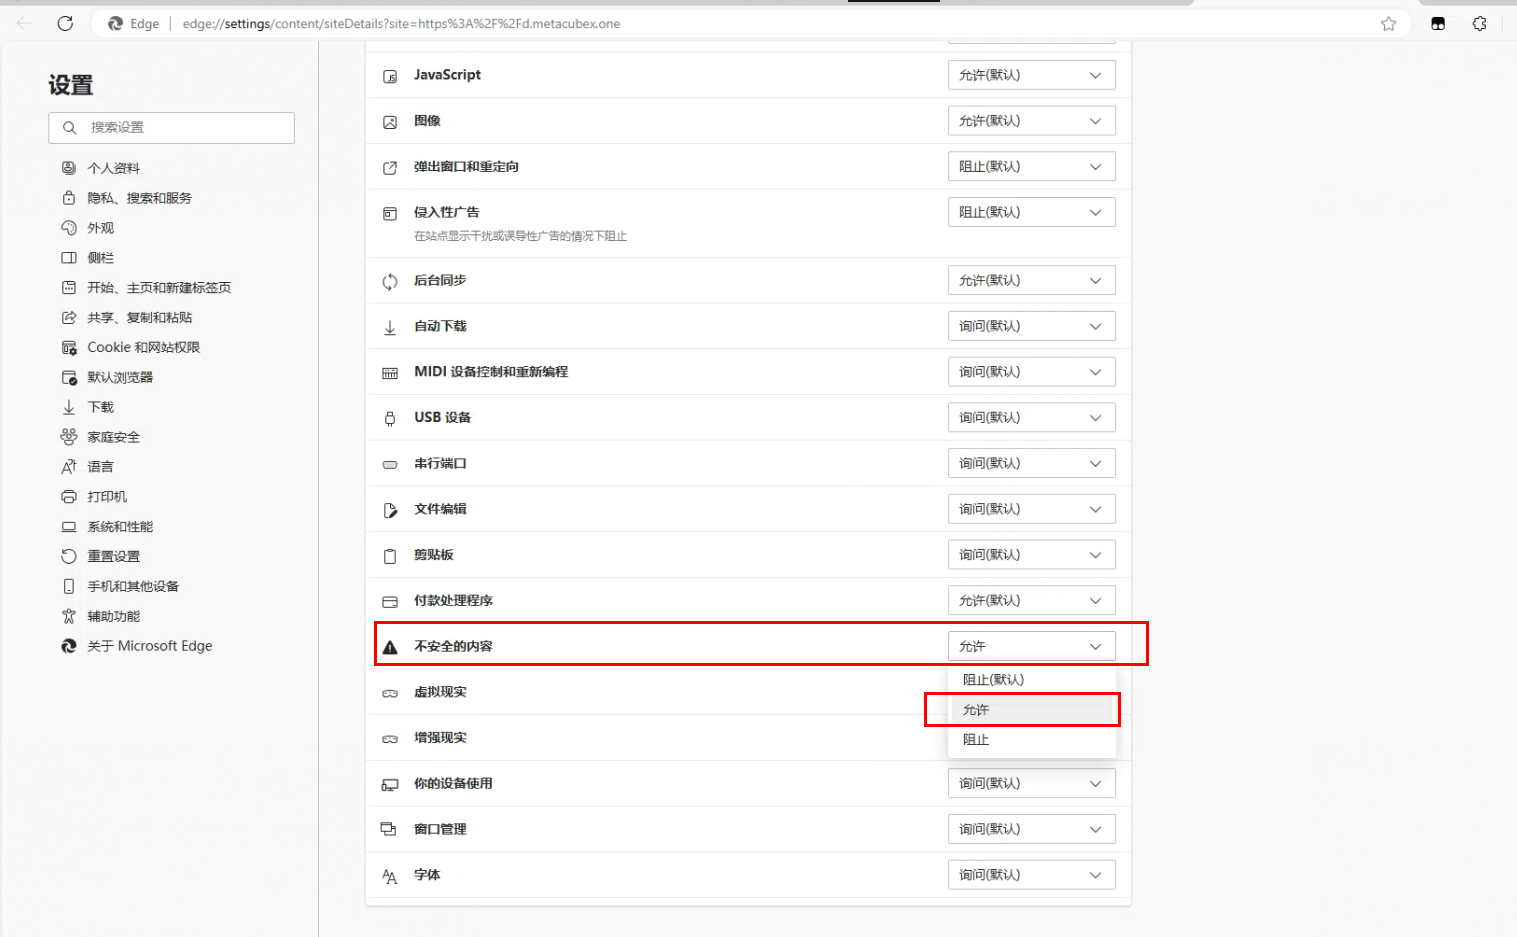 Edge
edge://settings/content/siteDetails?site=https%3A%2F%2Fd.metacubex.one
设置
搜索设置
个人资料
隐私、搜索和服务
外观
侧栏
开始、主页和新建标签页
共享、复制和粘贴
Cookie 和网站权限
默认浏览器
下载
家庭安全
语言
打印机
系统和性能
重置设置
手机和其他设备
辅助功能
关于 Microsoft Edge
JavaScript 允许(默认)
图像 允许(默认)
弹出窗口和重定向 阻止(默认)
侵入性广告 阻止(默认)
在站点显示干扰或误导性广告的情况下阻止
后台同步 允许(默认)
自动下载 询问(默认)
MIDI 设备控制和重新编程 询问(默认)
USB 设备 询问(默认)
串行端口 询问(默认)
文件编辑 询问(默认)
剪贴板 询问(默认)
付款处理程序 允许(默认)
不安全的内容 允许
阻止(默认)
允许
阻止
虚拟现实
增强现实
你的设备使用 询问(默认)
窗口管理 询问(默认)
字体 询问(默认)